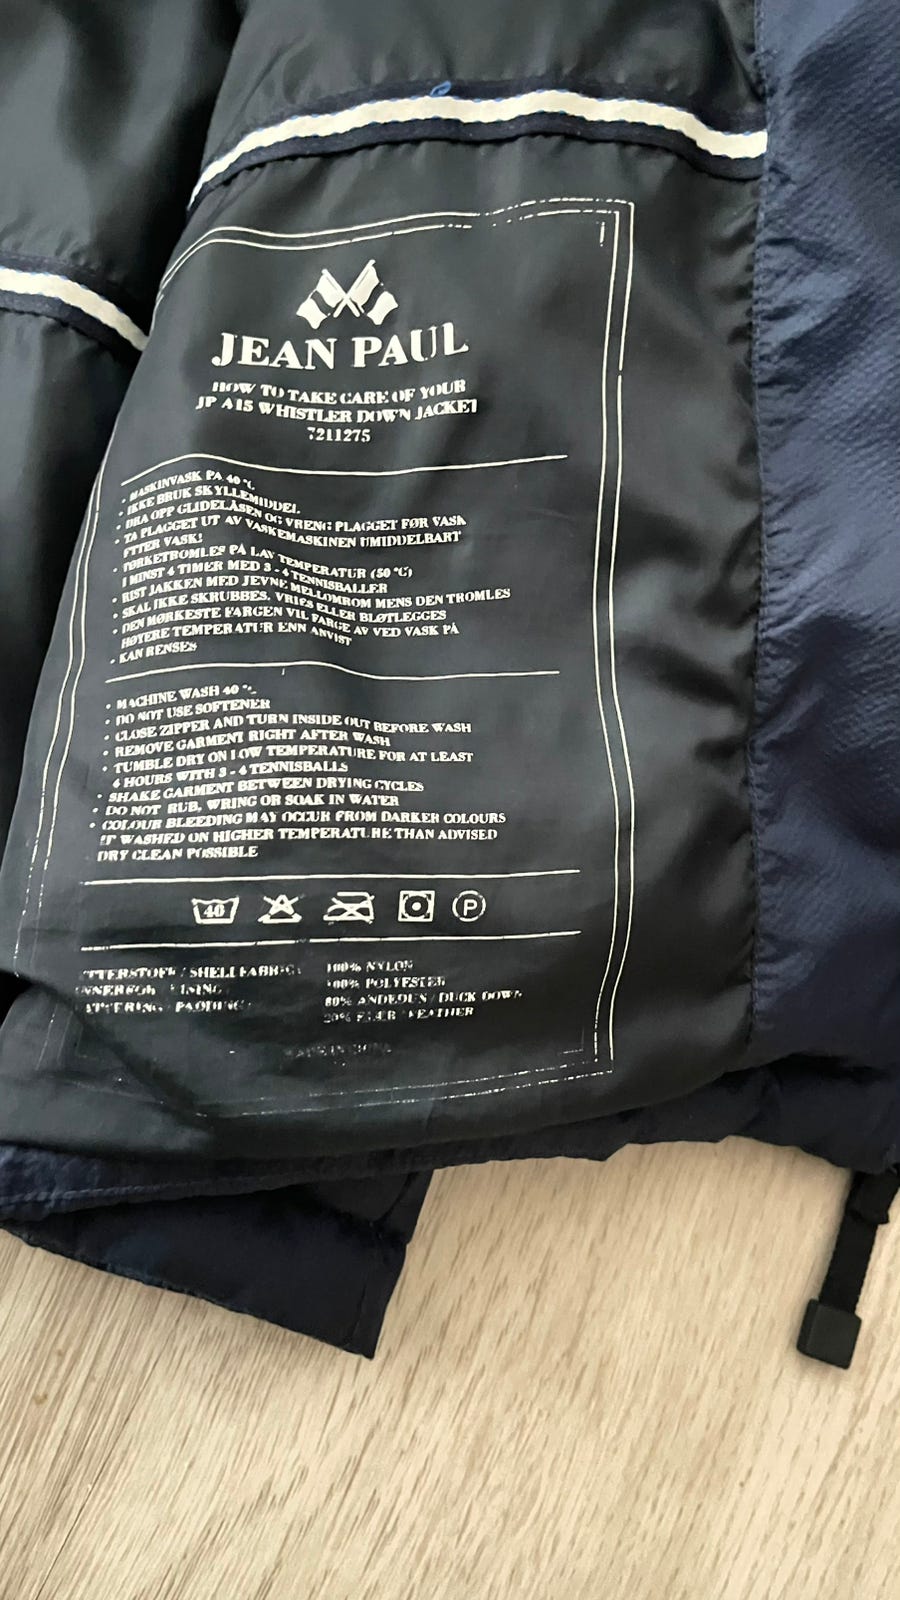 JEAN PAUL
HOW TO TAKE CARE OF YOUR
JP A15 WHISTLER DOWN JACKET
7211275
• MASKINVASK PÅ 40 °C
• IKKE BRUK SKYLLEMIDDEL
• DRA OPP GLIDELÅSEN OG VRENG PLAGGET FØR VASK
• TA PLAGGET UT AV VASKEMASKINEN UMIDDELBART
ETTER VASK!
• TØRKETROMLES PÅ LAV TEMPERATUR (50 °C)
I MINST 4 TIMER MED 3 - 4 TENNISBALLER
• RIST JAKKEN MED JEVNE MELLOMROM MENS DEN TROMLES
• SKAL IKKE SKRUBBES, VRIES ELLER BLØTLEGGES
• DEN MØRKESTE FARGEN VIL FARGE AV VED VASK PÅ
HØYERE TEMPERATUR ENN ANVIST
• KAN RENSES
• MACHINE WASH 40 °C
• DO NOT USE SOFTENER
• CLOSE ZIPPER AND TURN INSIDE OUT BEFORE WASH
• REMOVE GARMENT RIGHT AFTER WASH
• TUMBLE DRY ON LOW TEMPERATURE FOR AT LEAST
4 HOURS WITH 3 - 4 TENNISBALLS
• SHAKE GARMENT BETWEEN DRYING CYCLES
• DO NOT RUB, WRING OR SOAK IN WATER
• COLOUR BLEEDING MAY OCCUR FROM DARKER COLOURS
IF WASHED ON HIGHER TEMPERATURE THAN ADVISED
DRY CLEAN POSSIBLE
40 P
YTTERSTOFF / SHELL FABRIC: 100% NYLON
INNERFOR / LINING: 100% POLYESTER
VATTERING / PADDING: 80% ANDEDUN / DUCK DOWN
20% FJÆR / FEATHER
MADE IN CHINA